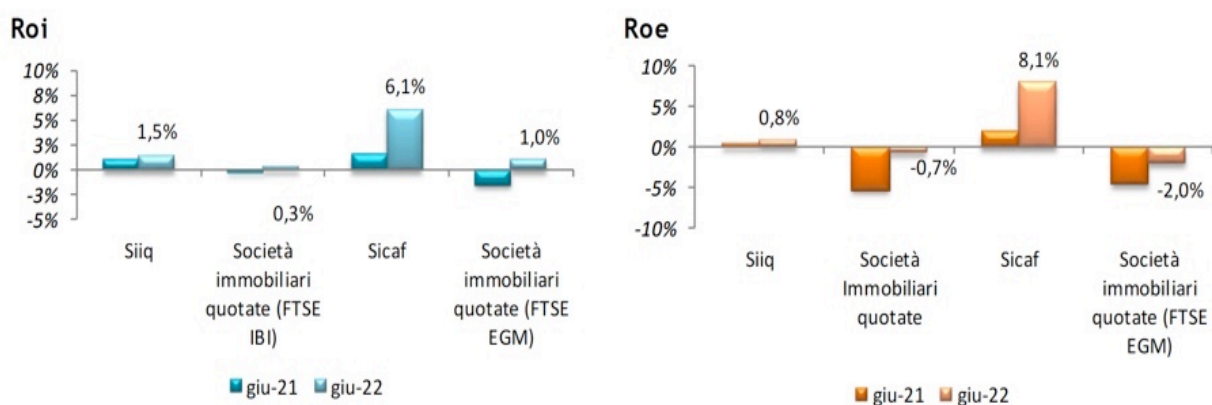 Roi
10%
8%
5%
3%
0%
-3%
-5%
1,5%
0,3%
6,1%
1,0%
Siiq
Società
immobiliari
quotate (FTSE
IBI)
Sicaf
Società
immobiliari
quotate (FTSE
EGM)
giu-21 giu-22
Roe
10%
5%
0%
-5%
-10%
0,8%
-0,7%
8,1%
-2,0%
Siiq
Società
Immobiliari
quotate
Sicaf
Società
immobiliari
quotate (FTSE
EGM)
giu-21 giu-22